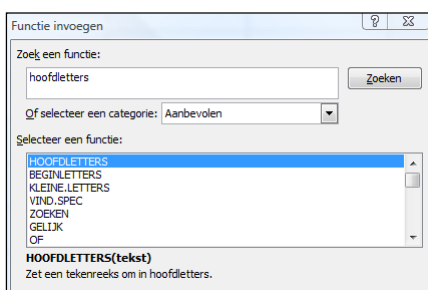 Functie invoegen
Zoek een functie:
hoofdletters
Zoeken
Of selecteer een categorie: Aanbevolen
Selecteer een functie:
HOOFDLETTERS
BEGINLETTERS
KLEINE.LETTERS
VIND.SPEC
ZOEKEN
GELIJK
OF
HOOFDLETTERS(tekst)
Zet een tekenreeks om in hoofdletters.